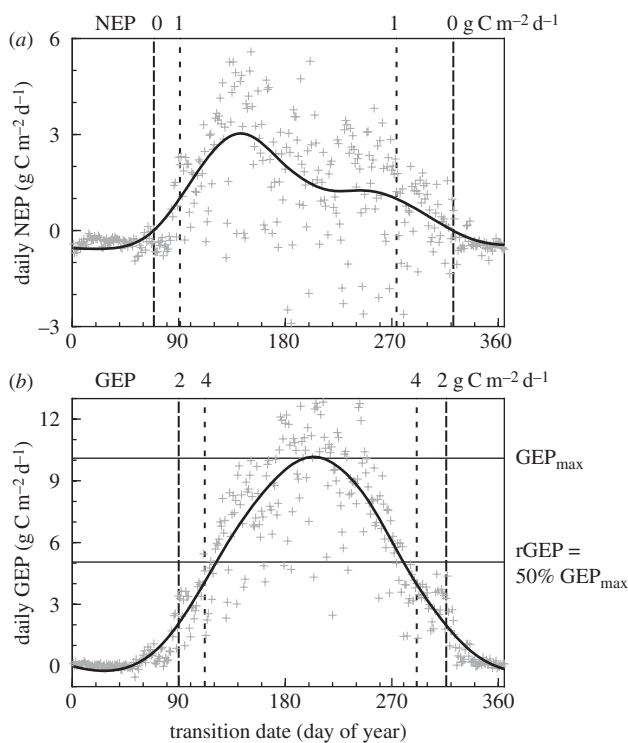 NEP 0 1 1 0 g C m⁻² d⁻¹
(a)
6
3
0
−3
daily NEP (g C m⁻² d⁻¹)
0 90 180 270 360
(b) GEP 2 4 4 2 g C m⁻² d⁻¹
12
9
6
3
0
daily GEP (g C m⁻² d⁻¹)
GEPmax
rGEP =
50% GEPmax
0 90 180 270 360
transition date (day of year)